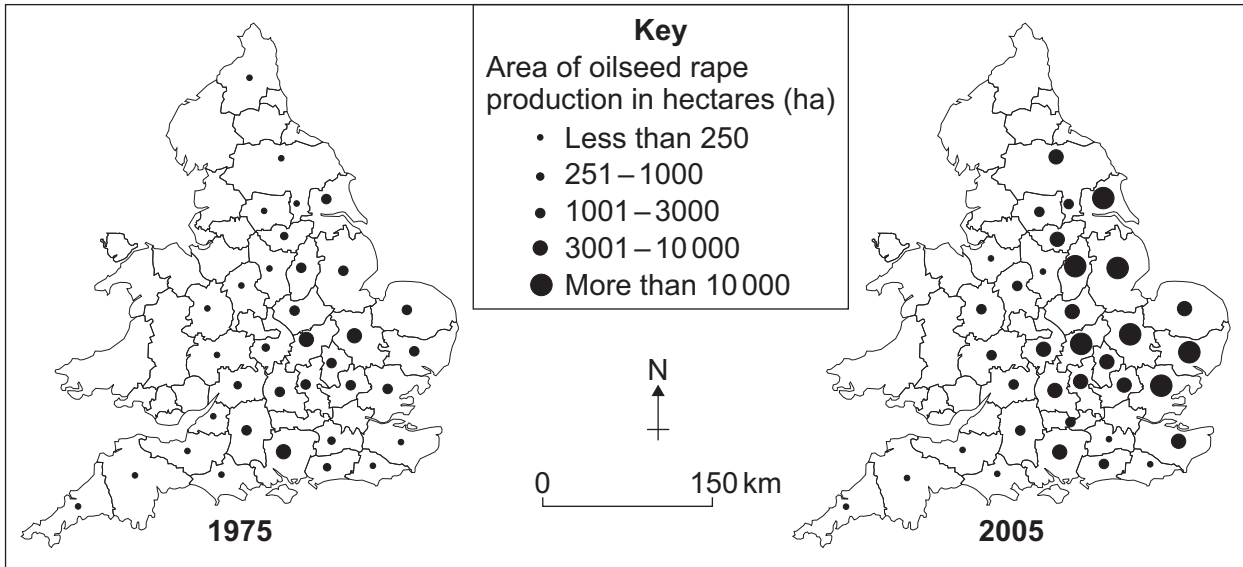 Key
Area of oilseed rape
production in hectares (ha)
Less than 250
251 – 1000
1001 – 3000
3001 – 10 000
More than 10 000
N
0 150 km
1975
2005